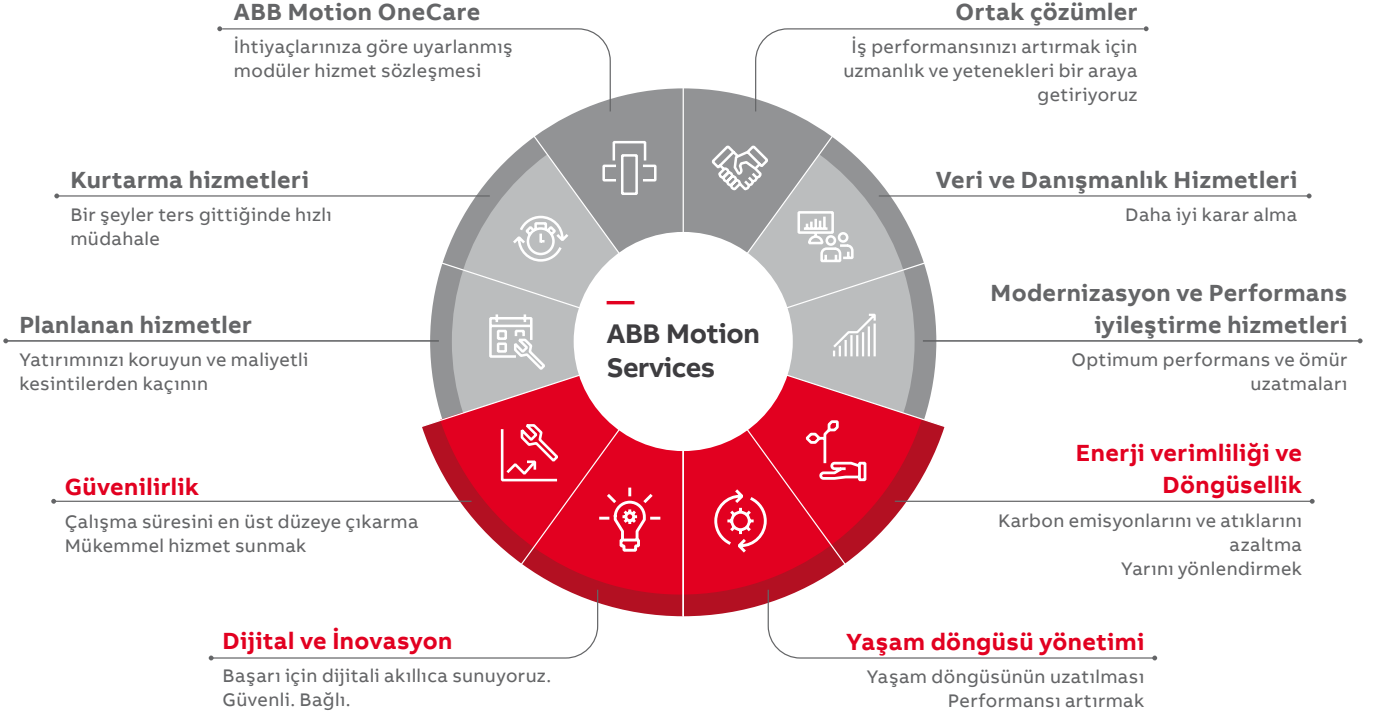 ABB Motion OneCare
İhtiyaçlarınıza göre uyarlanmış
modüler hizmet sözleşmesi
Ortak çözümler
İş performansınızı artırmak için
uzmanlık ve yetenekleri bir araya
getiriyoruz
Kurtarma hizmetleri
Bir şeyler ters gittiğinde hızlı
müdahale
Veri ve Danışmanlık Hizmetleri
Daha iyi karar alma
Planlanan hizmetler
Yatırımınızı koruyun ve maliyetli
kesintilerden kaçının
ABB Motion
Services
Modernizasyon ve Performans
iyileştirme hizmetleri
Optimum performans ve ömür
uzatmaları
Güvenilirlik
Çalışma süresini en üst düzeye çıkarma
Mükemmel hizmet sunmak
Enerji verimliliği ve
Döngüsellik
Karbon emisyonlarını ve atıklarını
azaltma
Yarını yönlendirmek
Dijital ve İnovasyon
Başarı için dijitali akıllıca sunuyoruz.
Güvenli. Bağlı.
Yaşam döngüsü yönetimi
Yaşam döngüsünün uzatılması
Performansı artırmak